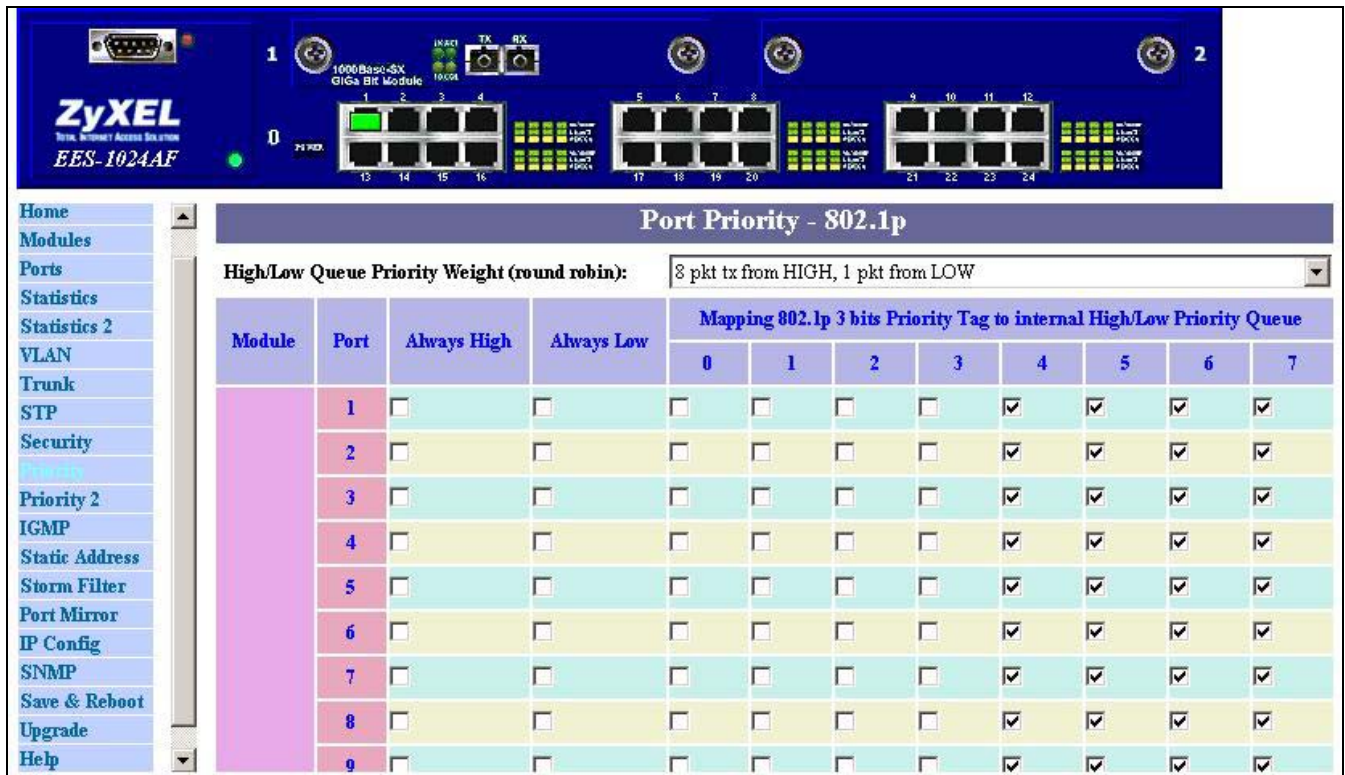 1
TX RX
1000Base-SX
GiGa Bit Module
2
ZyXEL
TOTAL INTERNET ACCESS SOLUTION
EES-1024AF
0
POWER
1 2 3 4
5 6 7 8
9 10 11 12
13 14 15 16
17 18 19 20
21 22 23 24
Home
Modules
Ports
Statistics
Statistics 2
VLAN
Trunk
STP
Security
Priority
Priority 2
IGMP
Static Address
Storm Filter
Port Mirror
IP Config
SNMP
Save & Reboot
Upgrade
Help
Port Priority - 802.1p
High/Low Queue Priority Weight (round robin): 8 pkt tx from HIGH, 1 pkt from LOW
Module Port Always High Always Low Mapping 802.1p 3 bits Priority Tag to internal High/Low Priority Queue
0 1 2 3 4 5 6 7
1
2
3
4
5
6
7
8
9